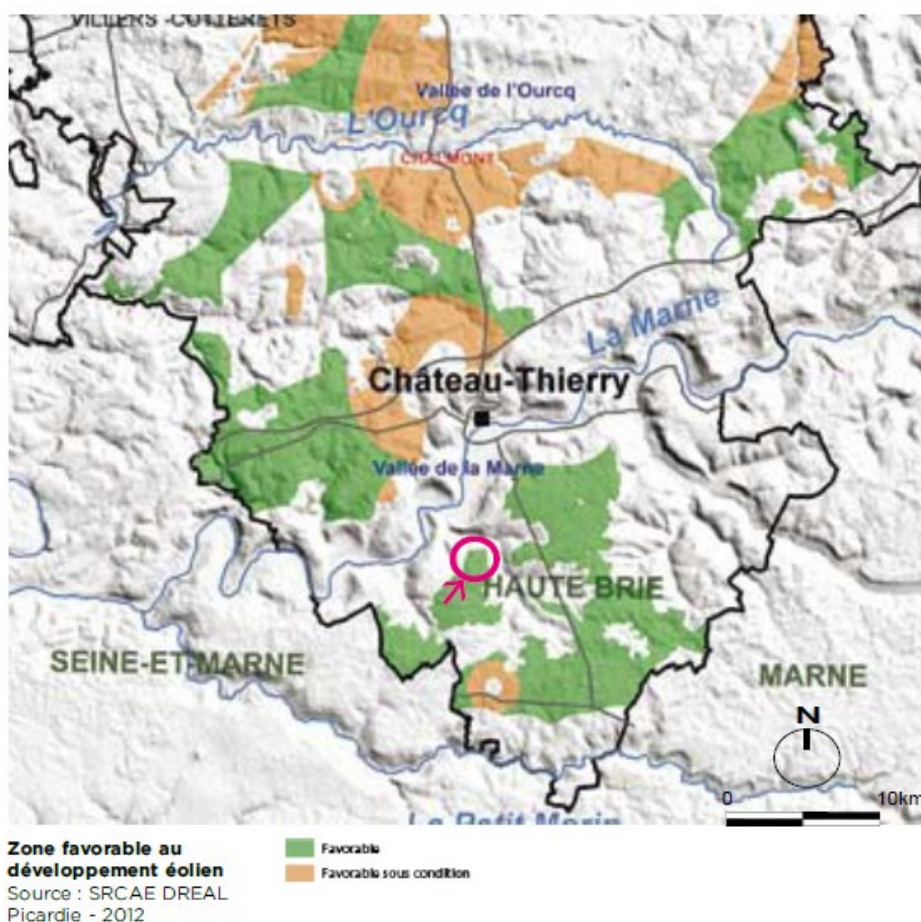 VILLERS -COTTERETS
Vallée de l'Ourcq
L'Ourcq
CHAUMONT
La Marne
Château-Thierry
Vallée de la Marne
HAUTE BRIE
SEINE-ET-MARNE
MARNE
N
0 10km
Le Petit Morin
Zone favorable au
développement éolien
Source : SRCAE DREAL
Picardie - 2012
Favorable
Favorable sous condition